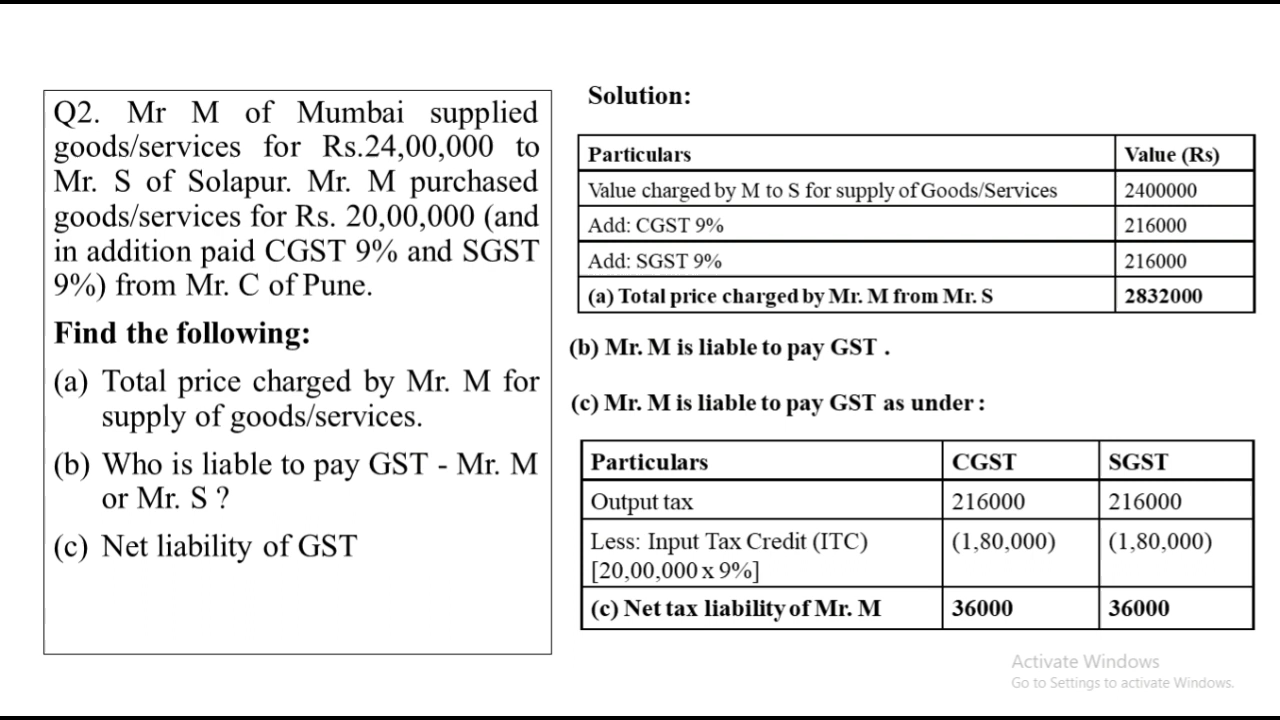 Q2. Mr M of Mumbai supplied
goods/services for Rs.24,00,000 to
Mr. S of Solapur. Mr. M purchased
goods/services for Rs. 20,00,000 (and
in addition paid CGST 9% and SGST
9%) from Mr. C of Pune.
Find the following:
(a) Total price charged by Mr. M for
supply of goods/services.
(b) Who is liable to pay GST - Mr. M
or Mr. S ?
(c) Net liability of GST
Solution:
Particulars Value (Rs)
Value charged by M to S for supply of Goods/Services 2400000
Add: CGST 9% 216000
Add: SGST 9% 216000
(a) Total price charged by Mr. M from Mr. S 2832000
(b) Mr. M is liable to pay GST .
(c) Mr. M is liable to pay GST as under :
Particulars CGST SGST
Output tax 216000 216000
Less: Input Tax Credit (ITC) (1,80,000) (1,80,000)
[20,00,000 x 9%]
(c) Net tax liability of Mr. M 36000 36000
Activate Windows
Go to Settings to activate Windows.